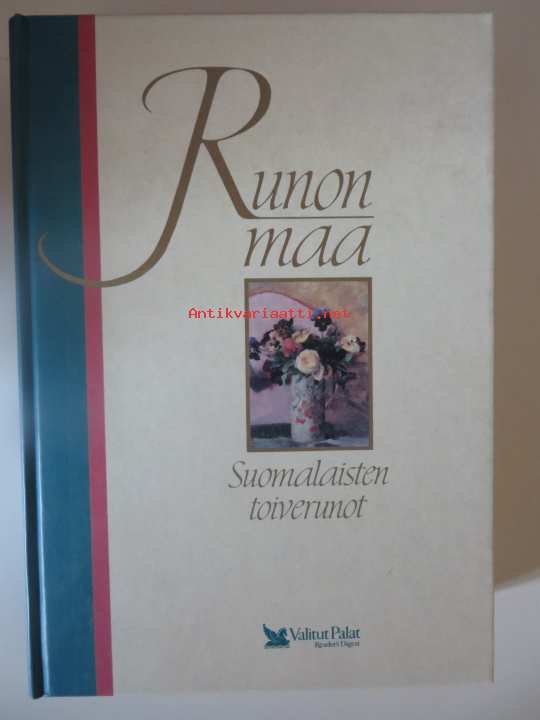 Runon
maa
Antikvariaatti.net
Suomalaisten
toiverunot
Valitut Palat
Reader's Digest